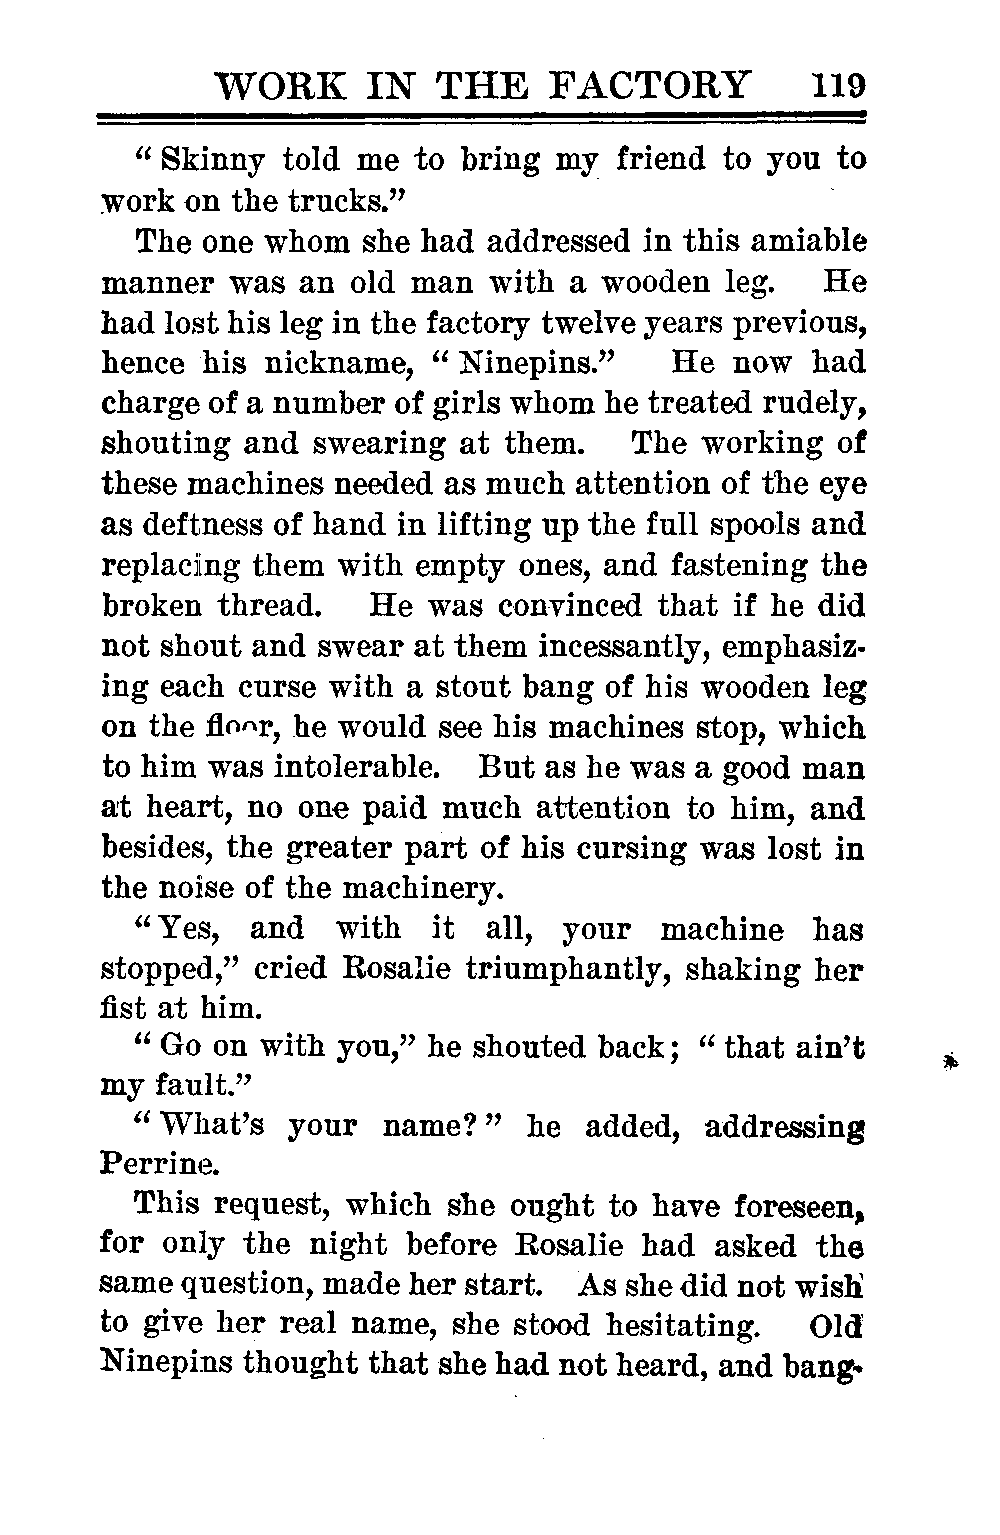 WORK IN THE FACTORY 119
“Skinny told me to bring my friend to you to
work on the trucks.”
The one whom she had addressed in this amiable
manner was an old man with a wooden leg. He
had lost his leg in the factory twelve years previous,
hence his nickname, “Ninepins.” He now had
charge of a number of girls whom he treated rudely,
shouting and swearing at them. The working of
these machines needed as much attention of the eye
as deftness of hand in lifting up the full spools and
replacing them with empty ones, and fastening the
broken thread. He was convinced that if he did
not shout and swear at them incessantly, emphasiz-
ing each curse with a stout bang of his wooden leg
on the floor, he would see his machines stop, which
to him was intolerable. But as he was a good man
at heart, no one paid much attention to him, and
besides, the greater part of his cursing was lost in
the noise of the machinery.
“Yes, and with it all, your machine has
stopped,” cried Rosalie triumphantly, shaking her
fist at him.
“Go on with you,” he shouted back; “that ain’t
my fault.”
“What’s your name?” he added, addressing
Perrine.
This request, which she ought to have foreseen,
for only the night before Rosalie had asked the
same question, made her start. As she did not wish
to give her real name, she stood hesitating. Old
Ninepins thought that she had not heard, and bang-